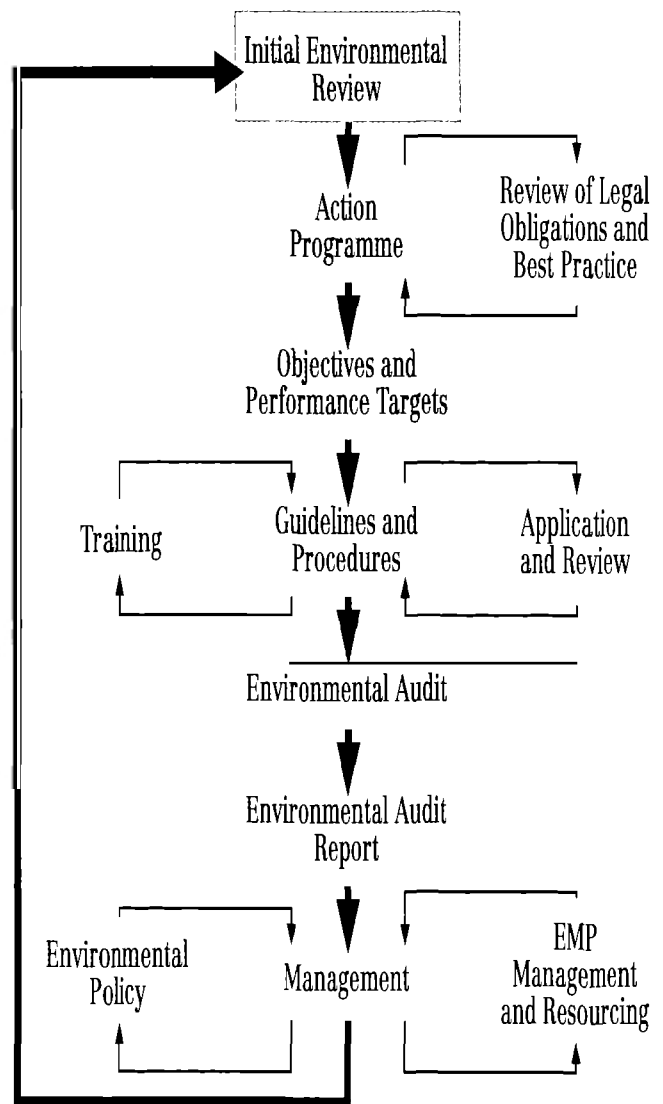 Initial Environmental
Review
Action
Programme
Review of Legal
Obligations and
Best Practice
Objectives and
Performance Targets
Training
Guidelines and
Procedures
Application
and Review
Environmental Audit
Environmental Audit
Report
Environmental
Policy
Management
EMP
Management
and Resourcing